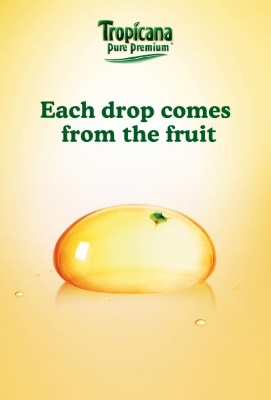 Tropicana
Pure Premium®
Each drop comes
from the fruit